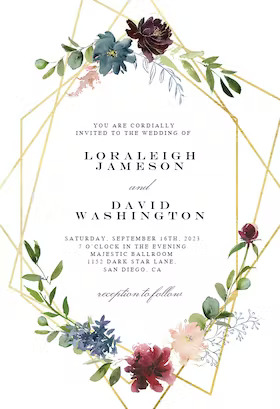 YOU ARE CORDIALLY
INVITED TO THE WEDDING OF
LORALEIGH
JAMESON
and
DAVID
WASHINGTON
SATURDAY, SEPTEMBER 16TH, 2023
7 O'CLOCK IN THE EVENING
MAJESTIC BALLROOM
1152 DARK STAR LANE,
SAN DIEGO, CA
reception to follow